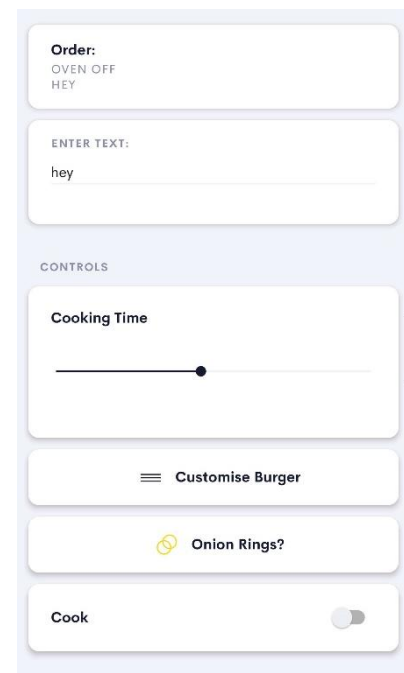 Order:
OVEN OFF
HEY
ENTER TEXT:
hey
CONTROLS
Cooking Time
Customise Burger
Onion Rings?
Cook